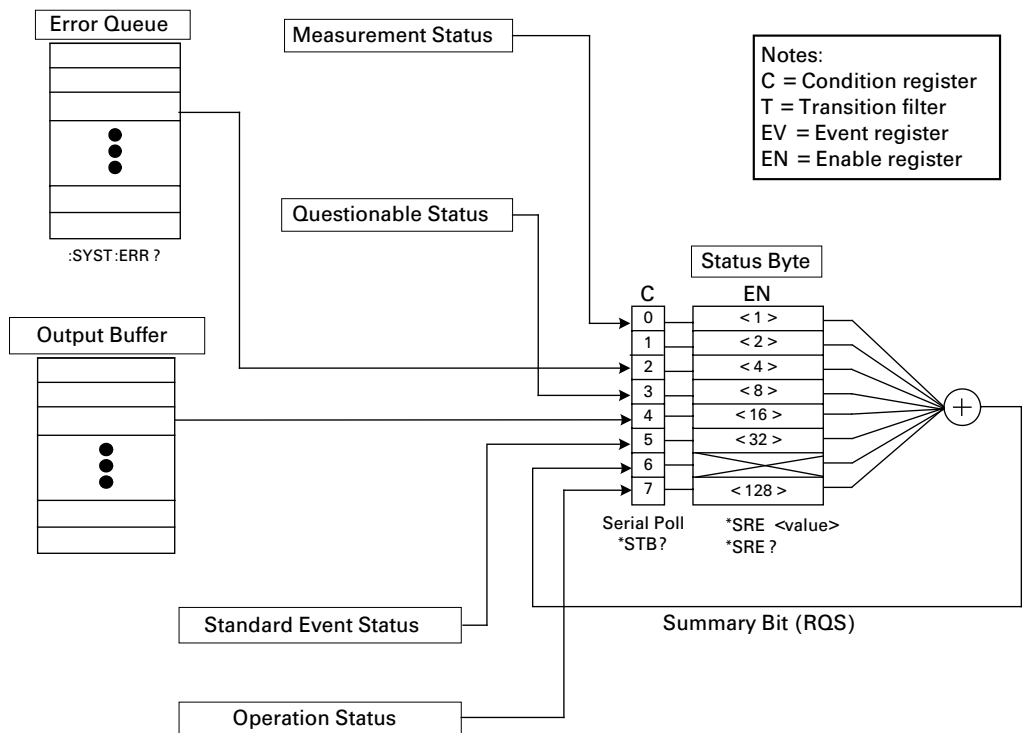 Error Queue
:SYST:ERR ?
Measurement Status
Notes:
C = Condition register
T = Transition filter
EV = Event register
EN = Enable register
Questionable Status
Output Buffer
Status Byte
C
EN
0
< 1 >
1
< 2 >
2
< 4 >
3
< 8 >
4
< 16 >
5
< 32 >
6
7
< 128 >
+
Serial Poll
*STB?
*SRE <value>
*SRE ?
Summary Bit (RQS)
Standard Event Status
Operation Status